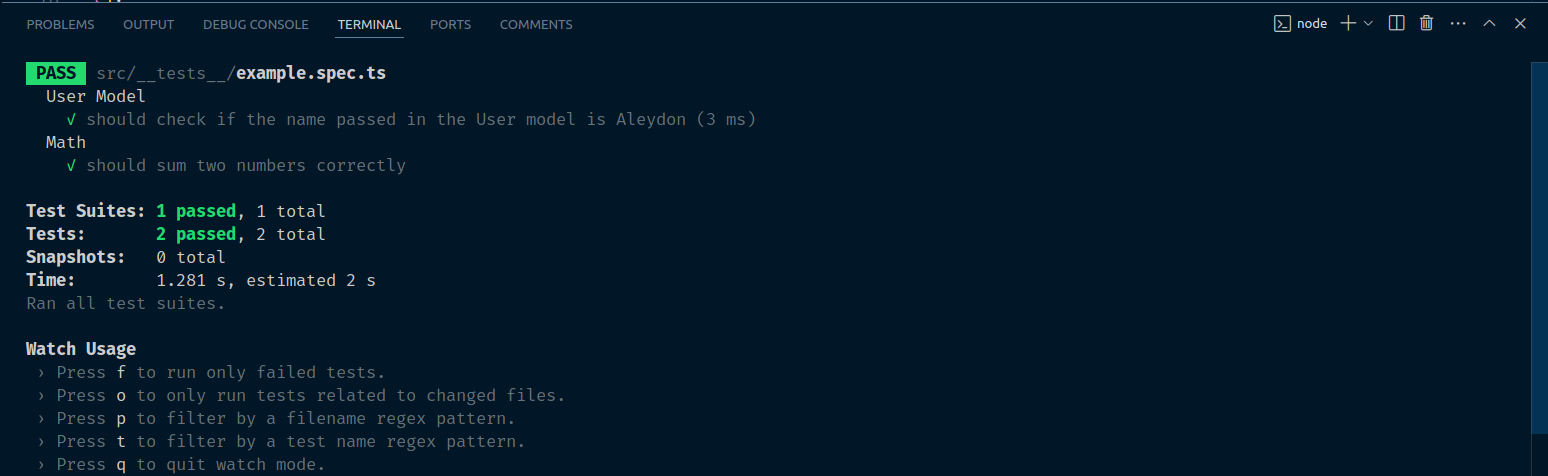 PROBLEMS OUTPUT DEBUG CONSOLE TERMINAL PORTS COMMENTS node
PASS src/__tests__/example.spec.ts
User Model
√ should check if the name passed in the User model is Aleydon (3 ms)
Math
√ should sum two numbers correctly
Test Suites: 1 passed, 1 total
Tests: 2 passed, 2 total
Snapshots: 0 total
Time: 1.281 s, estimated 2 s
Ran all test suites.
Watch Usage
› Press f to run only failed tests.
› Press o to only run tests related to changed files.
› Press p to filter by a filename regex pattern.
› Press t to filter by a test name regex pattern.
› Press q to quit watch mode.